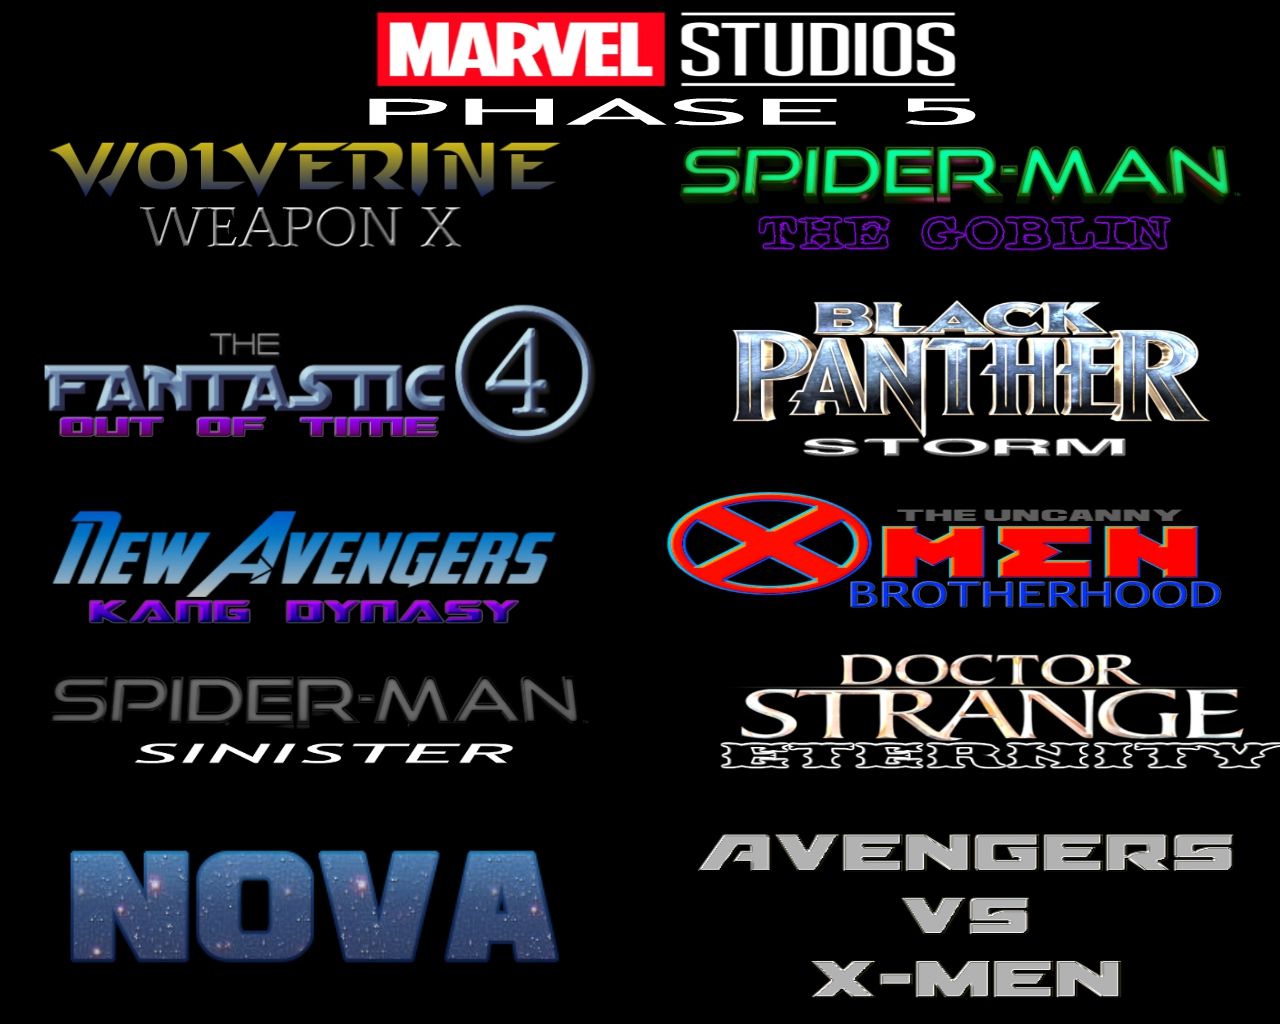 MARVEL STUDIOS
PHASE 5
WOLVERINE
WEAPON X
SPIDER-MAN
THE GOBLIN
THE
FANTASTIC 4
OUT OF TIME
BLACK
PANTHER
STORM
NEW AVENGERS
KANG DYNASY
THE UNCANNY
X MEN
BROTHERHOOD
SPIDER-MAN
SINISTER
DOCTOR
STRANGE
ETERNITY
NOVA
AVENGERS
VS
X-MEN